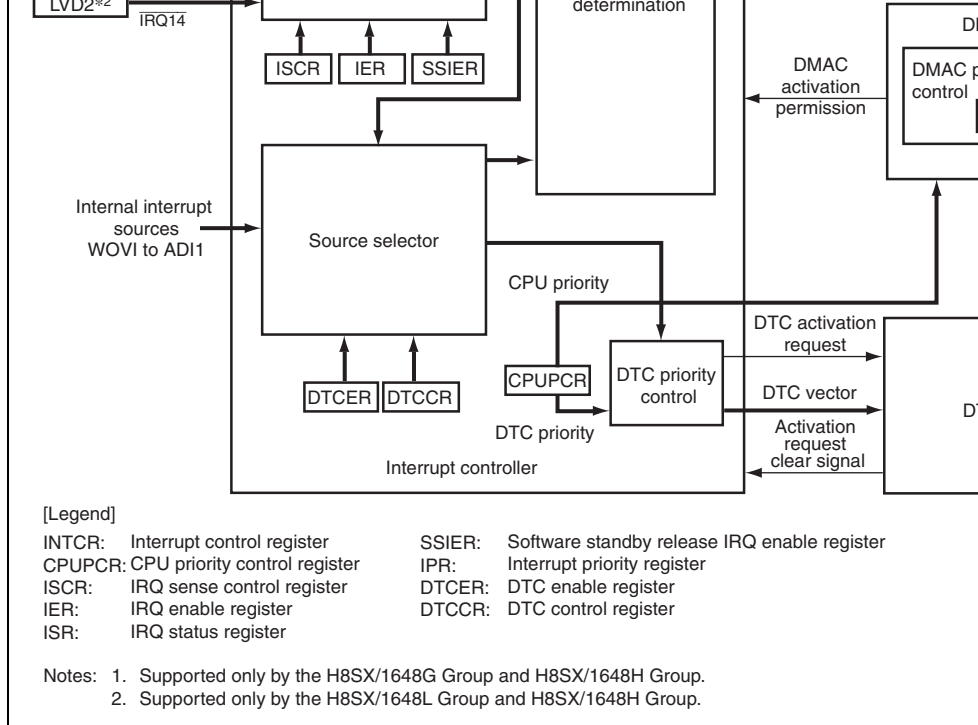 LVD2*2
IRQ14
determination
ISCR
IER
SSIER
DMAC
activation
permission
control
Internal interrupt
sources
WOVI to ADI1
Source selector
CPU priority
DTC activation
request
CPUPCR
DTC priority
control
DTC vector
DTCER
DTCCR
DTC priority
Activation
request
clear signal
Interrupt controller
[Legend]
INTCR: Interrupt control register
CPUPCR: CPU priority control register
ISCR: IRQ sense control register
IER: IRQ enable register
ISR: IRQ status register
SSIER: Software standby release IRQ enable register
IPR: Interrupt priority register
DTCER: DTC enable register
DTCCR: DTC control register
Notes: 1. Supported only by the H8SX/1648G Group and H8SX/1648H Group.
2. Supported only by the H8SX/1648L Group and H8SX/1648H Group.